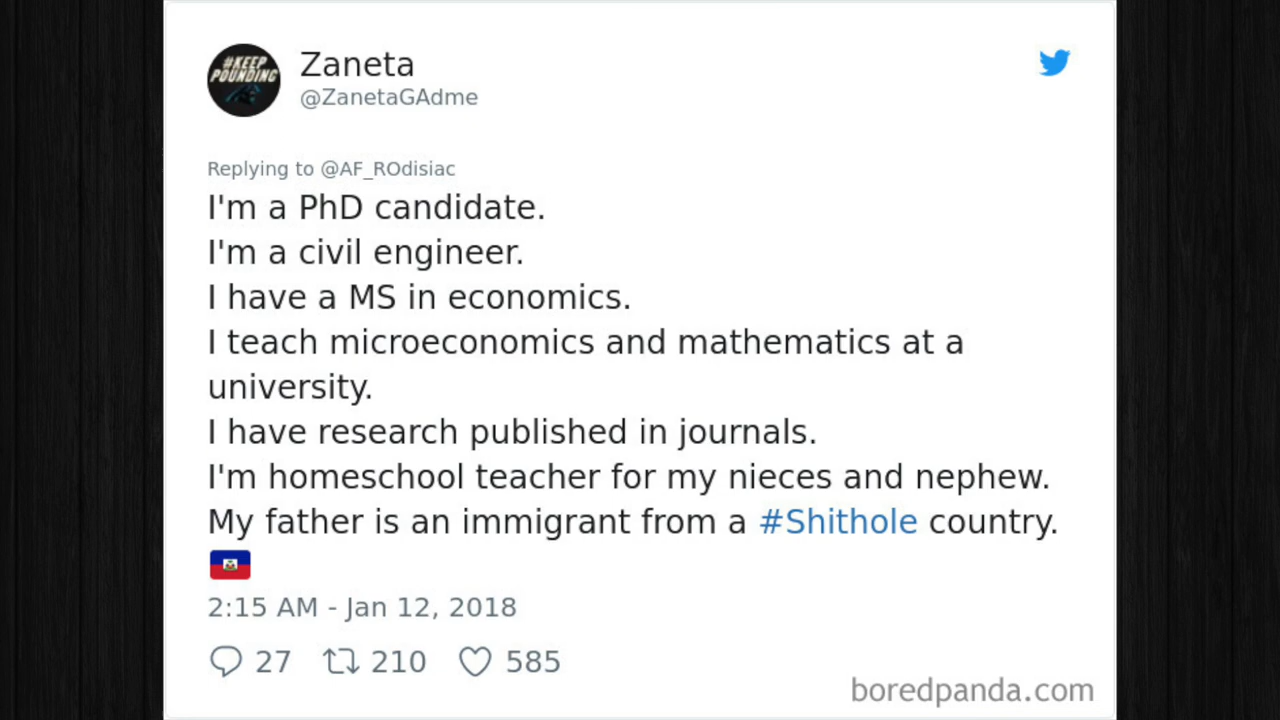 #KEEP
POUNDING
Zaneta
@ZanetaGAdme
Replying to @AF_ROdisiac
I'm a PhD candidate.
I'm a civil engineer.
I have a MS in economics.
I teach microeconomics and mathematics at a
university.
I have research published in journals.
I'm homeschool teacher for my nieces and nephew.
My father is an immigrant from a #Shithole country.
🇭🇹
2:15 AM - Jan 12, 2018
27 210 585
boredpanda.com